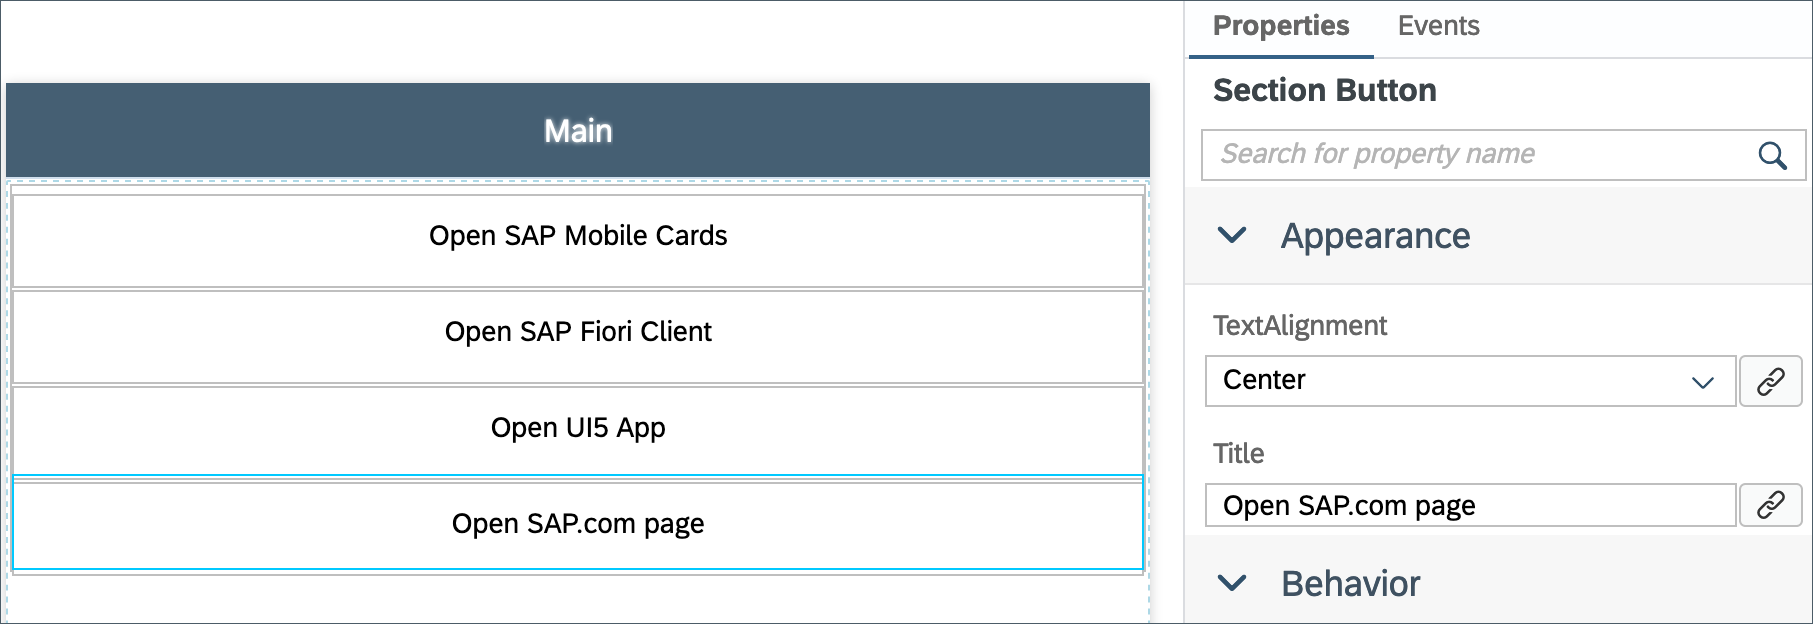 Main
Open SAP Mobile Cards
Open SAP Fiori Client
Open UI5 App
Open SAP.com page
Properties Events
Section Button
Search for property name
Appearance
TextAlignment
Center
Title
Open SAP.com page
Behavior